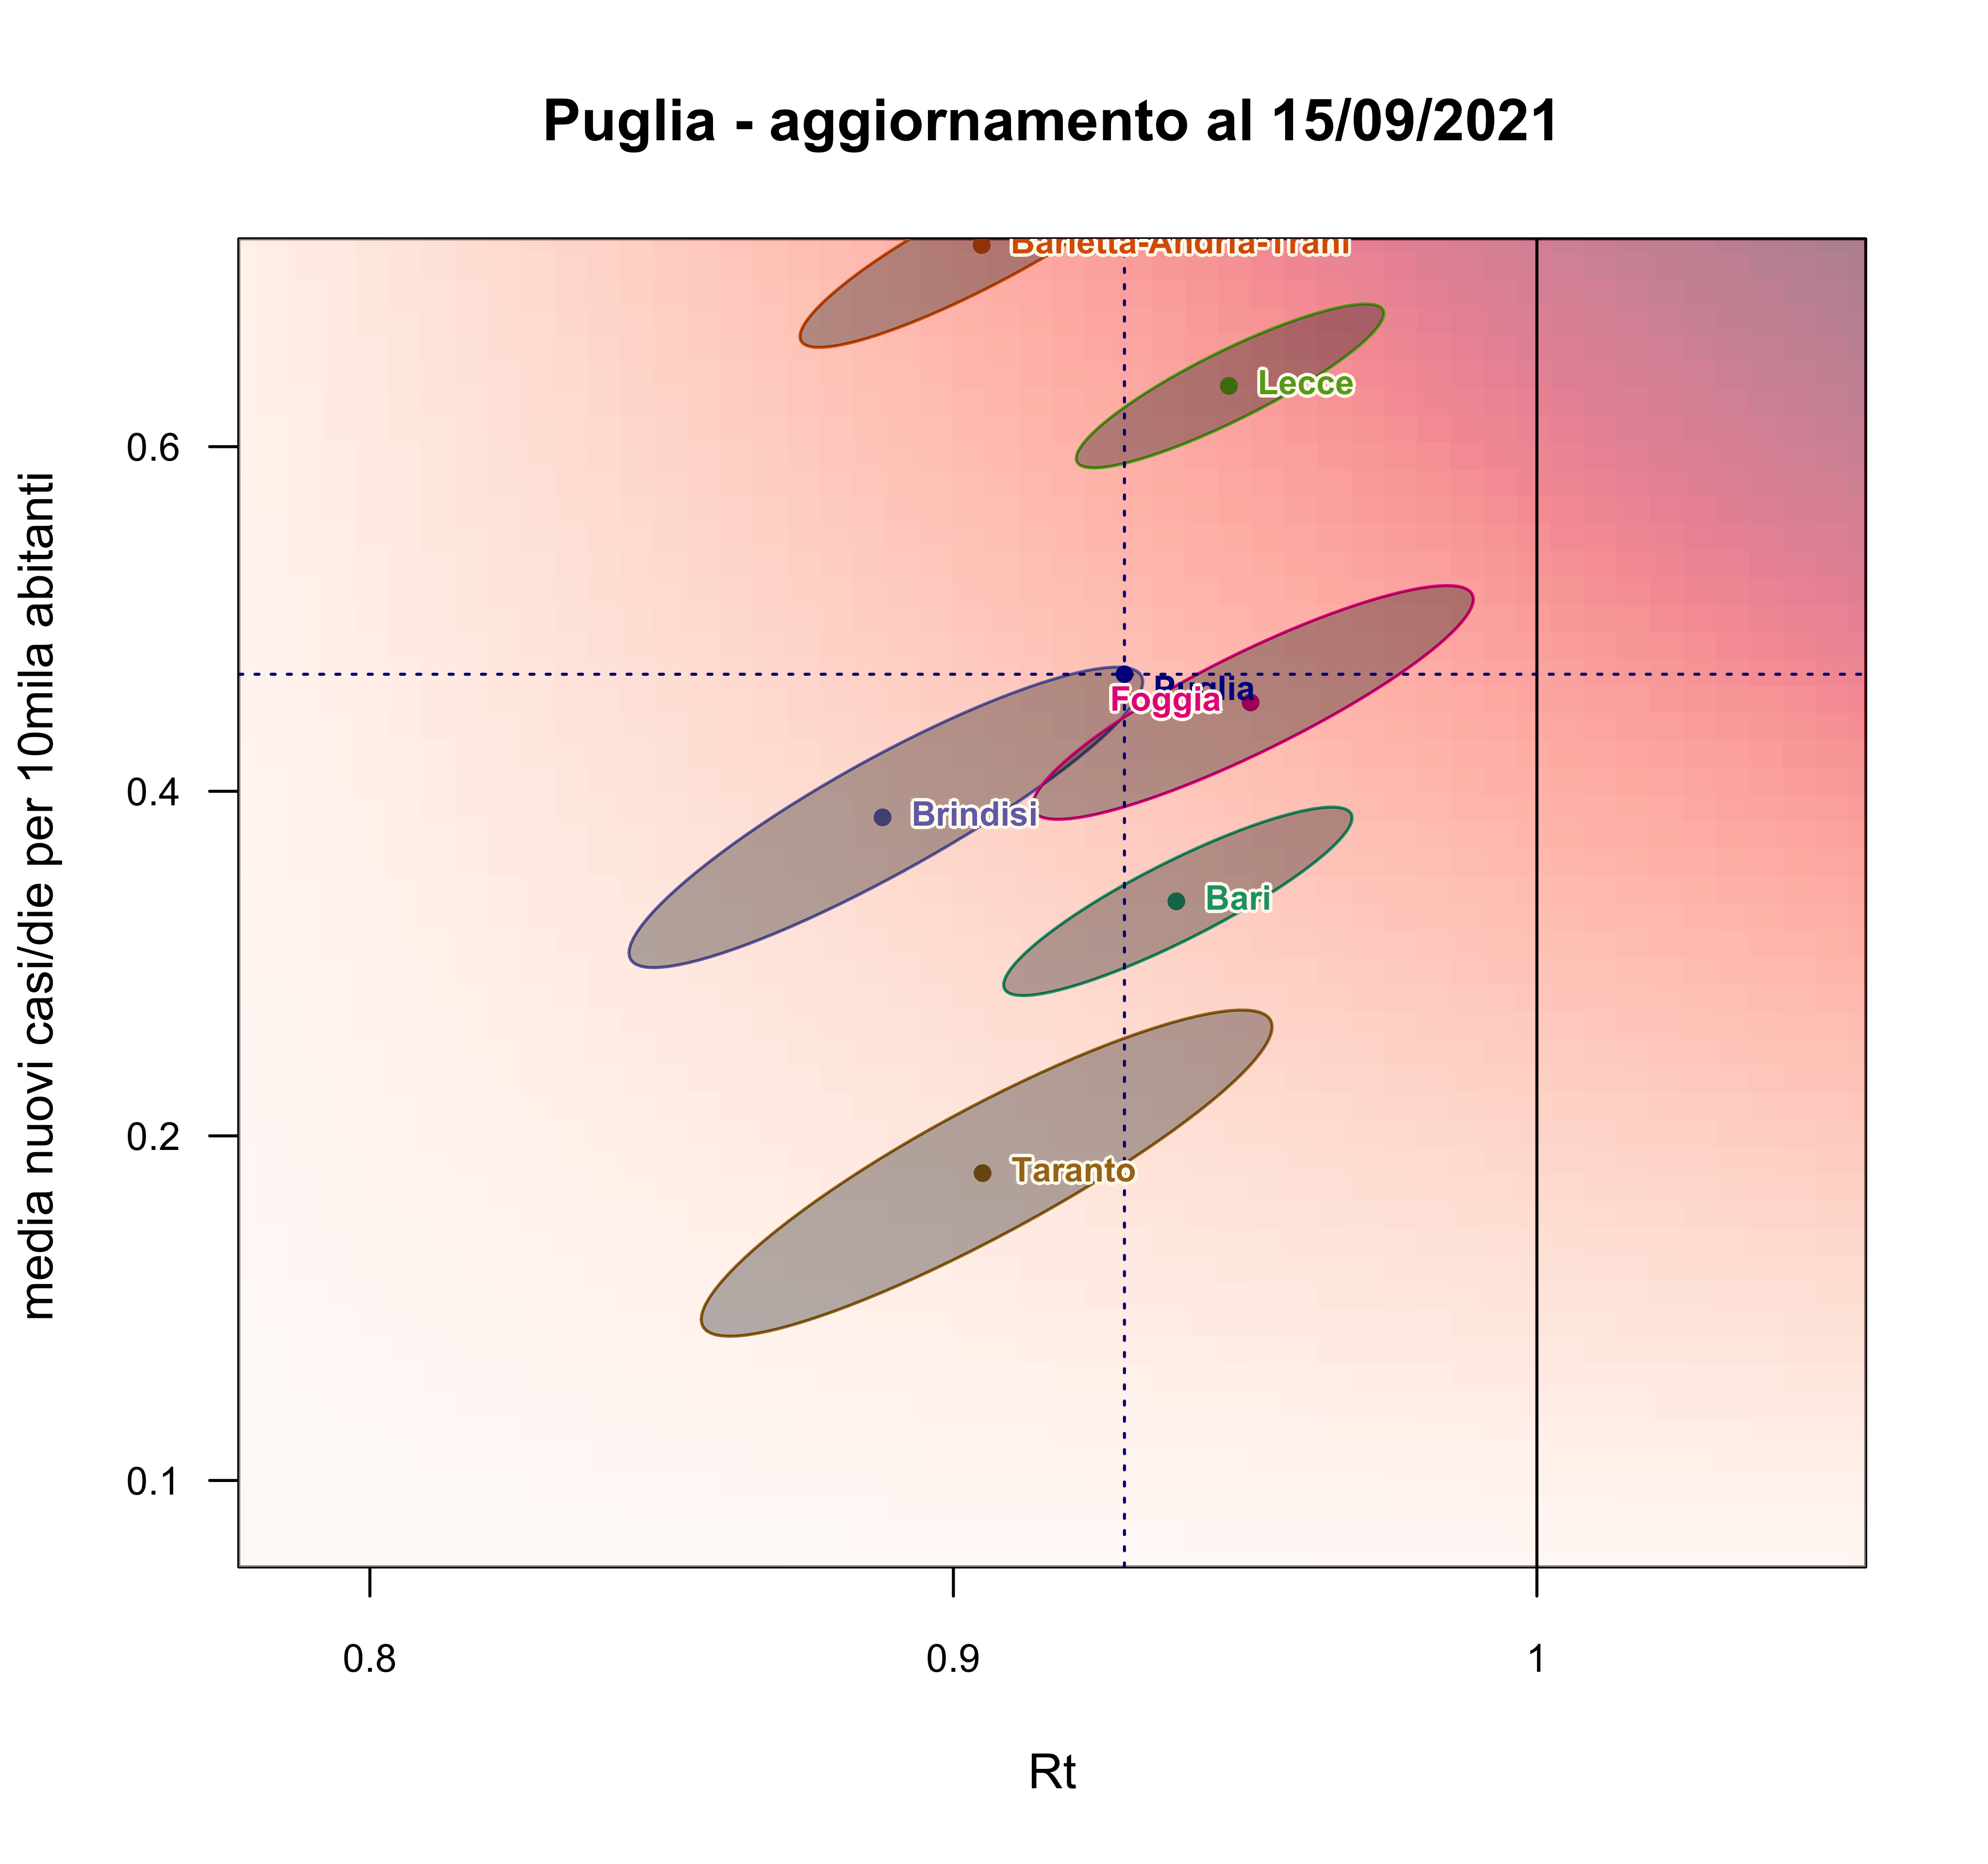 Puglia - aggiornamento al 15/09/2021
media nuovi casi/die per 10mila abitanti
0.6
0.4
0.2
0.1
Barletta-Andria-Trani
Lecce
Puglia
Foggia
Brindisi
Bari
Taranto
0.8
0.9
1
Rt